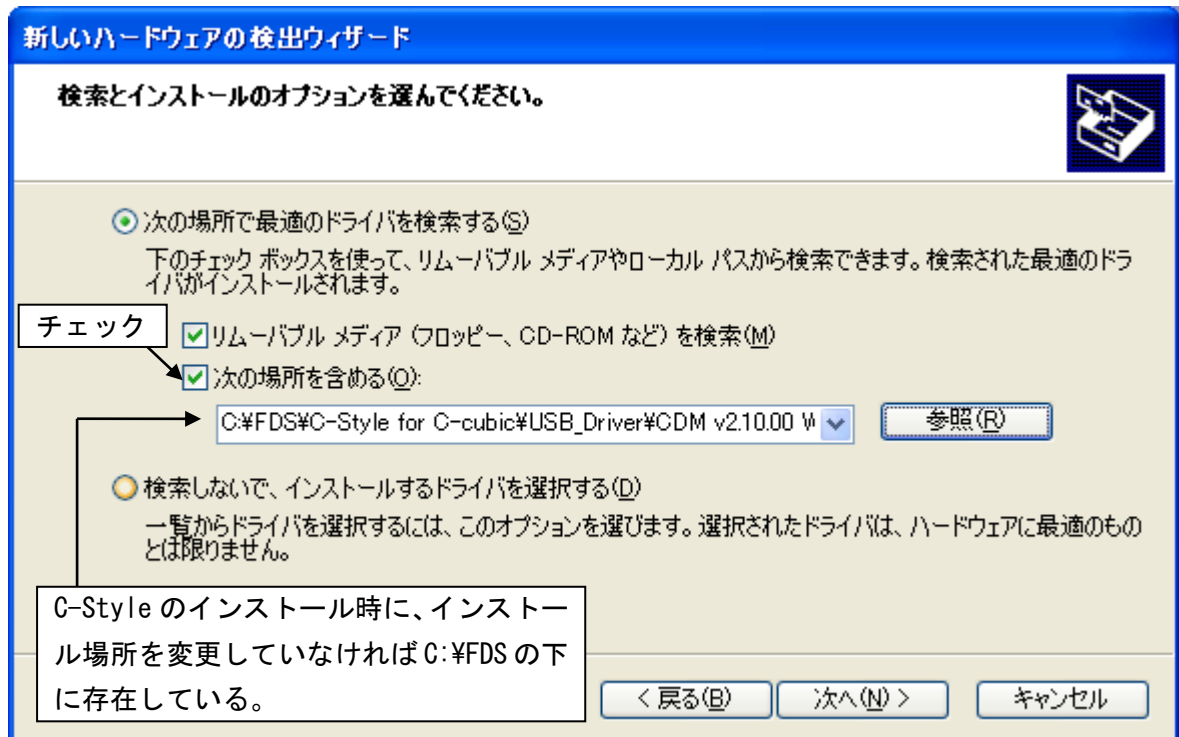 新しいハードウェアの検出ウィザード
検索とインストールのオプションを選んでください。
次の場所で最適のドライバを検索する(S)
下のチェック ボックスを使って、リムーバブル メディアやローカル パスから検索できます。検索された最適のドラ
イバがインストールされます。
チェック
リムーバブル メディア (フロッピー、CD-ROM など) を検索(M)
次の場所を含める(O):
C:¥FDS¥C-Style for C-cubic¥USB_Driver¥CDM v2.10.00 W
参照(R)
検索しないで、インストールするドライバを選択する(D)
一覧からドライバを選択するには、このオプションを選びます。選択されたドライバは、ハードウェアに最適のもの
とは限りません。
C-Style のインストール時に、インストー
ル場所を変更していなければ C:¥FDS の下
に存在している。
< 戻る(B)
次へ(N) >
キャンセル